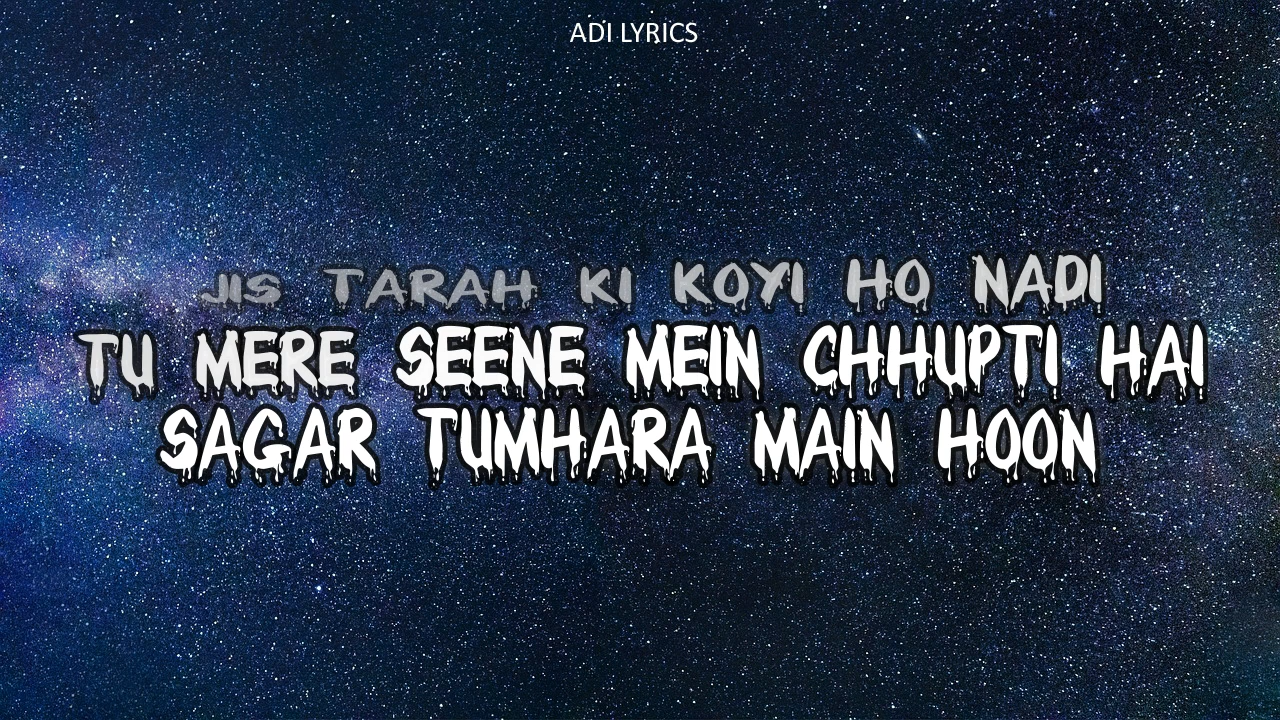 ADI LYRICS
JIS TARAH KI KOYI HO NADI
TU MERE SEENE MEIN CHHUPTI HAI
SAGAR TUMHARA MAIN HOON